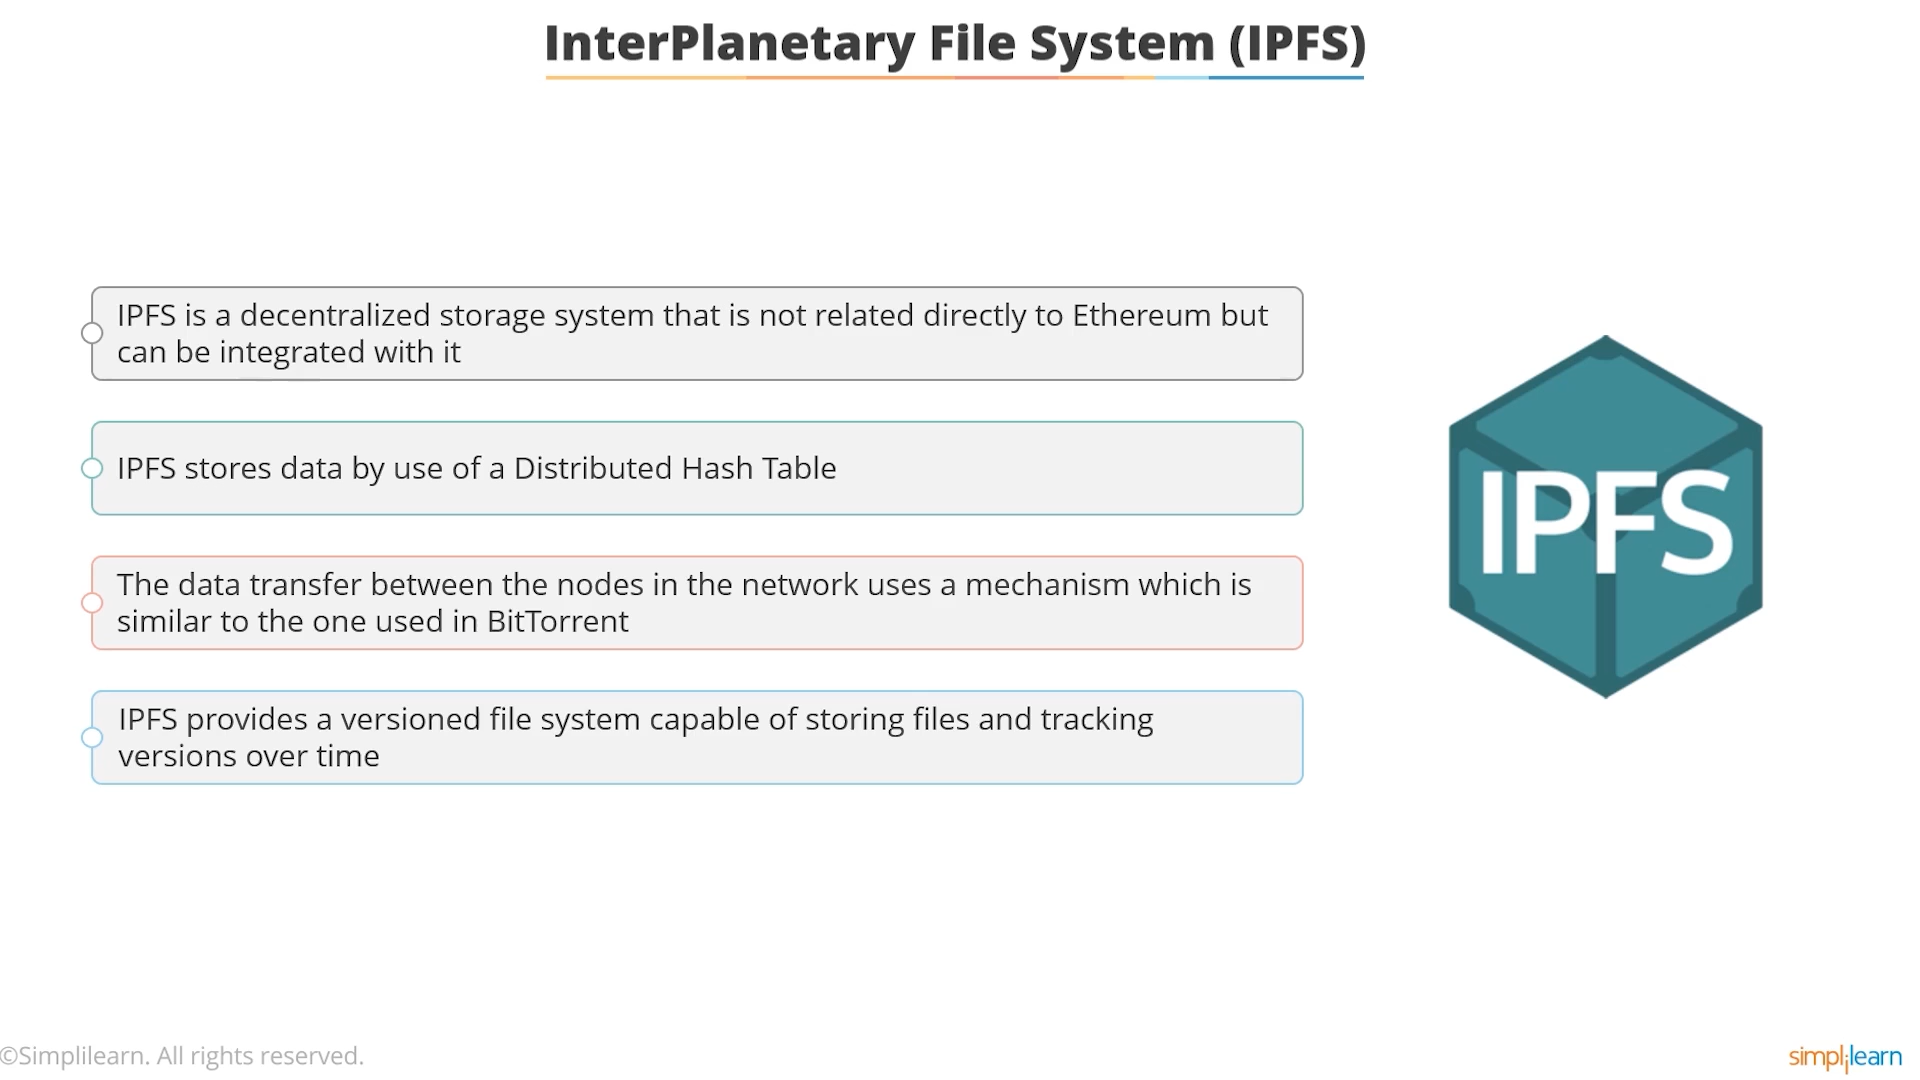 InterPlanetary File System (IPFS)
IPFS is a decentralized storage system that is not related directly to Ethereum but
can be integrated with it
IPFS stores data by use of a Distributed Hash Table
The data transfer between the nodes in the network uses a mechanism which is
similar to the one used in BitTorrent
IPFS provides a versioned file system capable of storing files and tracking
versions over time
IPFS
©Simplilearn. All rights reserved.
simplilearn